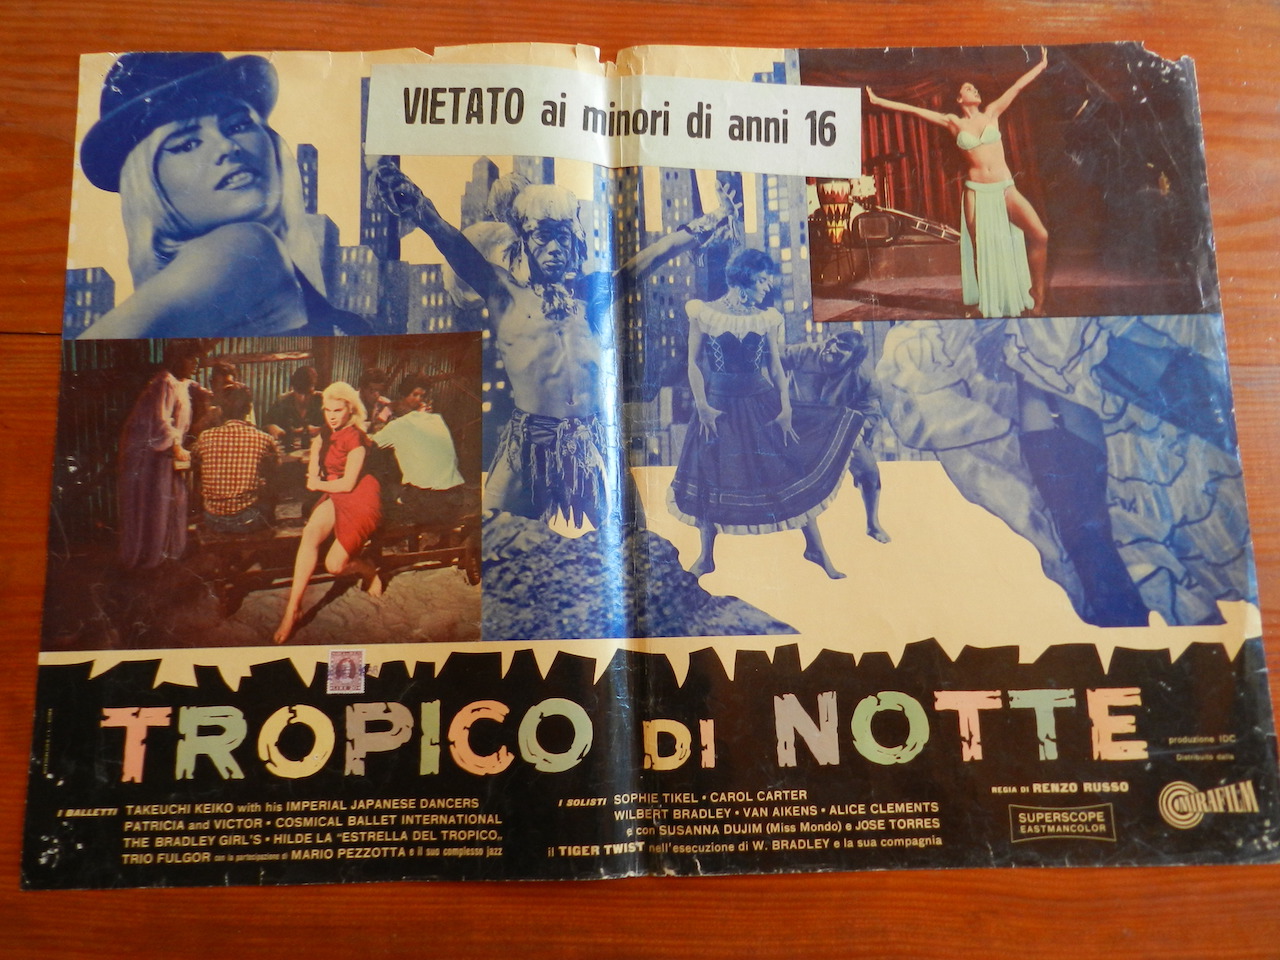 VIETATO ai minori di anni 16
TROPICO DI NOTTE
produzione IDC
Distribuito dalla
MIRAFILM
I BALLETTI TAKEUCHI KEIKO with his IMPERIAL JAPANESE DANCERS
PATRICIA and VICTOR • COSMICAL BALLET INTERNATIONAL
THE BRADLEY GIRL'S • HILDE LA "ESTRELLA DEL TROPICO"
TRIO FULGOR con la partecipazione di MARIO PEZZOTTA e il suo complesso jazz
I SOLISTI SOPHIE TIKEL • CAROL CARTER
WILBERT BRADLEY • VAN AIKENS • ALICE CLEMENTS
e con SUSANNA DUJIM (Miss Mondo) e JOSE TORRES
il TIGER TWIST nell'esecuzione di W. BRADLEY e la sua compagnia
REGIA DI RENZO RUSSO
SUPERSCOPE
EASTMANCOLOR